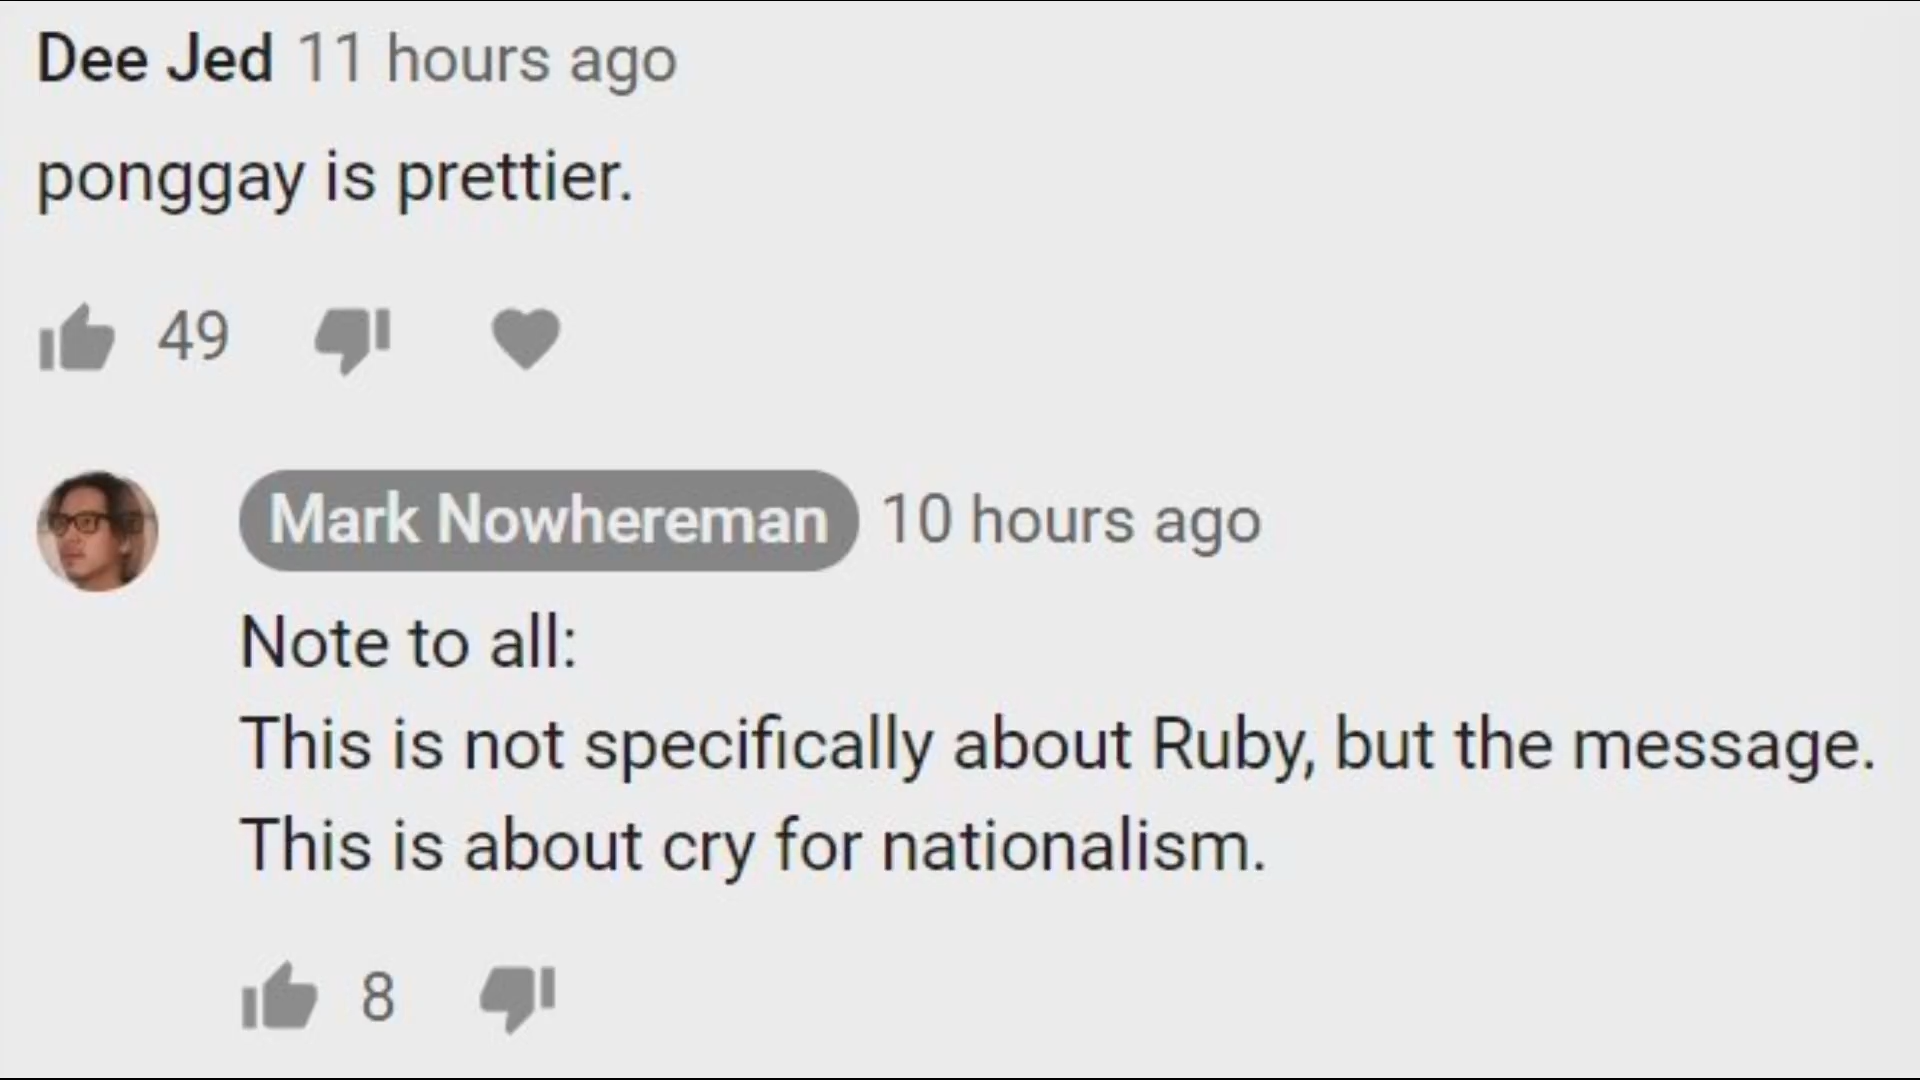 Dee Jed 11 hours ago
ponggay is prettier.
49
Mark Nowhereman 10 hours ago
Note to all:
This is not specifically about Ruby, but the message.
This is about cry for nationalism.
8